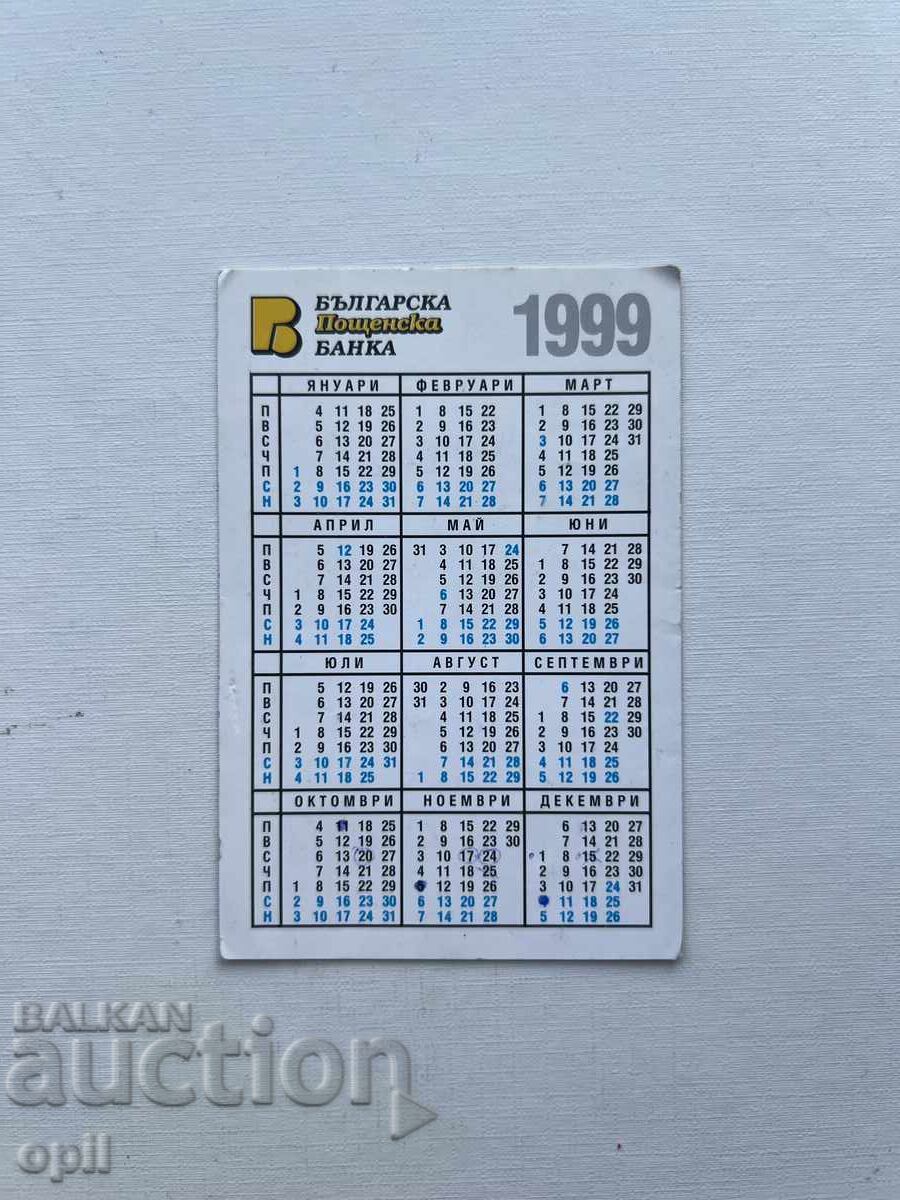 БЪЛГАРСКА
Пощенска
БАНКА
1999
ЯНУАРИ ФЕВРУАРИ МАРТ
П 4 11 18 25 1 8 15 22 1 8 15 22 29
В 5 12 19 26 2 9 16 23 2 9 16 23 30
С 6 13 20 27 3 10 17 24 3 10 17 24 31
Ч 7 14 21 28 4 11 18 25 4 11 18 25
П 1 8 15 22 29 5 12 19 26 5 12 19 26
С 2 9 16 23 30 6 13 20 27 6 13 20 27
Н 3 10 17 24 31 7 14 21 28 7 14 21 28
АПРИЛ МАЙ ЮНИ
П 5 12 19 26 31 3 10 17 24 7 14 21 28
В 6 13 20 27 4 11 18 25 1 8 15 22 29
С 7 14 21 28 5 12 19 26 2 9 16 23 30
Ч 1 8 15 22 29 6 13 20 27 3 10 17 24
П 2 9 16 23 30 7 14 21 28 4 11 18 25
С 3 10 17 24 1 8 15 22 29 5 12 19 26
Н 4 11 18 25 2 9 16 23 30 6 13 20 27
ЮЛИ АВГУСТ СЕПТЕМВРИ
П 5 12 19 26 30 2 9 16 23 6 13 20 27
В 6 13 20 27 31 3 10 17 24 7 14 21 28
С 7 14 21 28 4 11 18 25 1 8 15 22 29
Ч 1 8 15 22 29 5 12 19 26 2 9 16 23 30
П 2 9 16 23 30 6 13 20 27 3 10 17 24
С 3 10 17 24 31 7 14 21 28 4 11 18 25
Н 4 11 18 25 1 8 15 22 29 5 12 19 26
ОКТОМВРИ НОЕМВРИ ДЕКЕМВРИ
П 4 11 18 25 1 8 15 22 29 6 13 20 27
В 5 12 19 26 2 9 16 23 30 7 14 21 28
С 6 13 20 27 3 10 17 24 1 8 15 22 29
Ч 7 14 21 28 4 11 18 25 2 9 16 23 30
П 1 8 15 22 29 12 19 26 3 10 17 24 31
С 2 9 16 23 30 6 13 20 27 11 18 25
Н 3 10 17 24 31 7 14 21 28 5 12 19 26
BALKAN
auction
opll